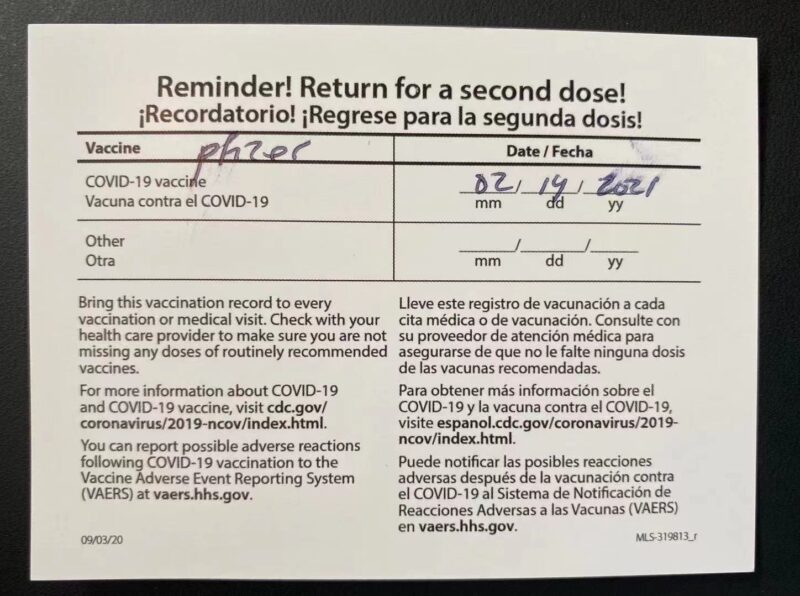 Reminder! Return for a second dose!
¡Recordatorio! ¡Regrese para la segunda dosis!
Vaccine pfizer Date / Fecha
COVID-19 vaccine 02/14/2021
Vacuna contra el COVID-19 mm dd yy
Other __/__/__
Otra mm dd yy
Bring this vaccination record to every
vaccination or medical visit. Check with your
health care provider to make sure you are not
missing any doses of routinely recommended
vaccines.
For more information about COVID-19
and COVID-19 vaccine, visit cdc.gov/
coronavirus/2019-ncov/index.html.
You can report possible adverse reactions
following COVID-19 vaccination to the
Vaccine Adverse Event Reporting System
(VAERS) at vaers.hhs.gov.
Lleve este registro de vacunación a cada
cita médica o de vacunación. Consulte con
su proveedor de atención médica para
asegurarse de que no le falte ninguna dosis
de las vacunas recomendadas.
Para obtener más información sobre el
COVID-19 y la vacuna contra el COVID-19,
visite espanol.cdc.gov/coronavirus/2019-
ncov/index.html.
Puede notificar las posibles reacciones
adversas después de la vacunación contra
el COVID-19 al Sistema de Notificación de
Reacciones Adversas a las Vacunas (VAERS)
en vaers.hhs.gov.
09/03/20 MLS-319813_r